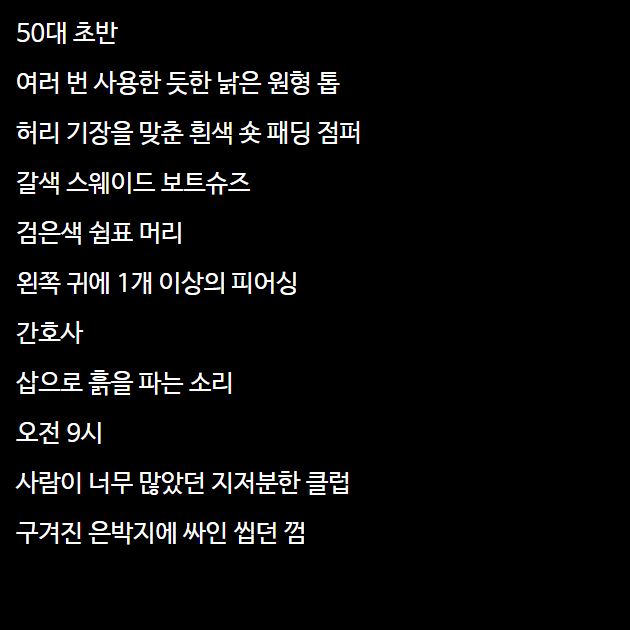 50대 초반
여러 번 사용한 듯한 낡은 원형 톱
허리 기장을 맞춘 흰색 숏 패딩 점퍼
갈색 스웨이드 보트슈즈
검은색 쉼표 머리
왼쪽 귀에 1개 이상의 피어싱
간호사
삽으로 흙을 파는 소리
오전 9시
사람이 너무 많았던 지저분한 클럽
구겨진 은박지에 싸인 씹던 껌